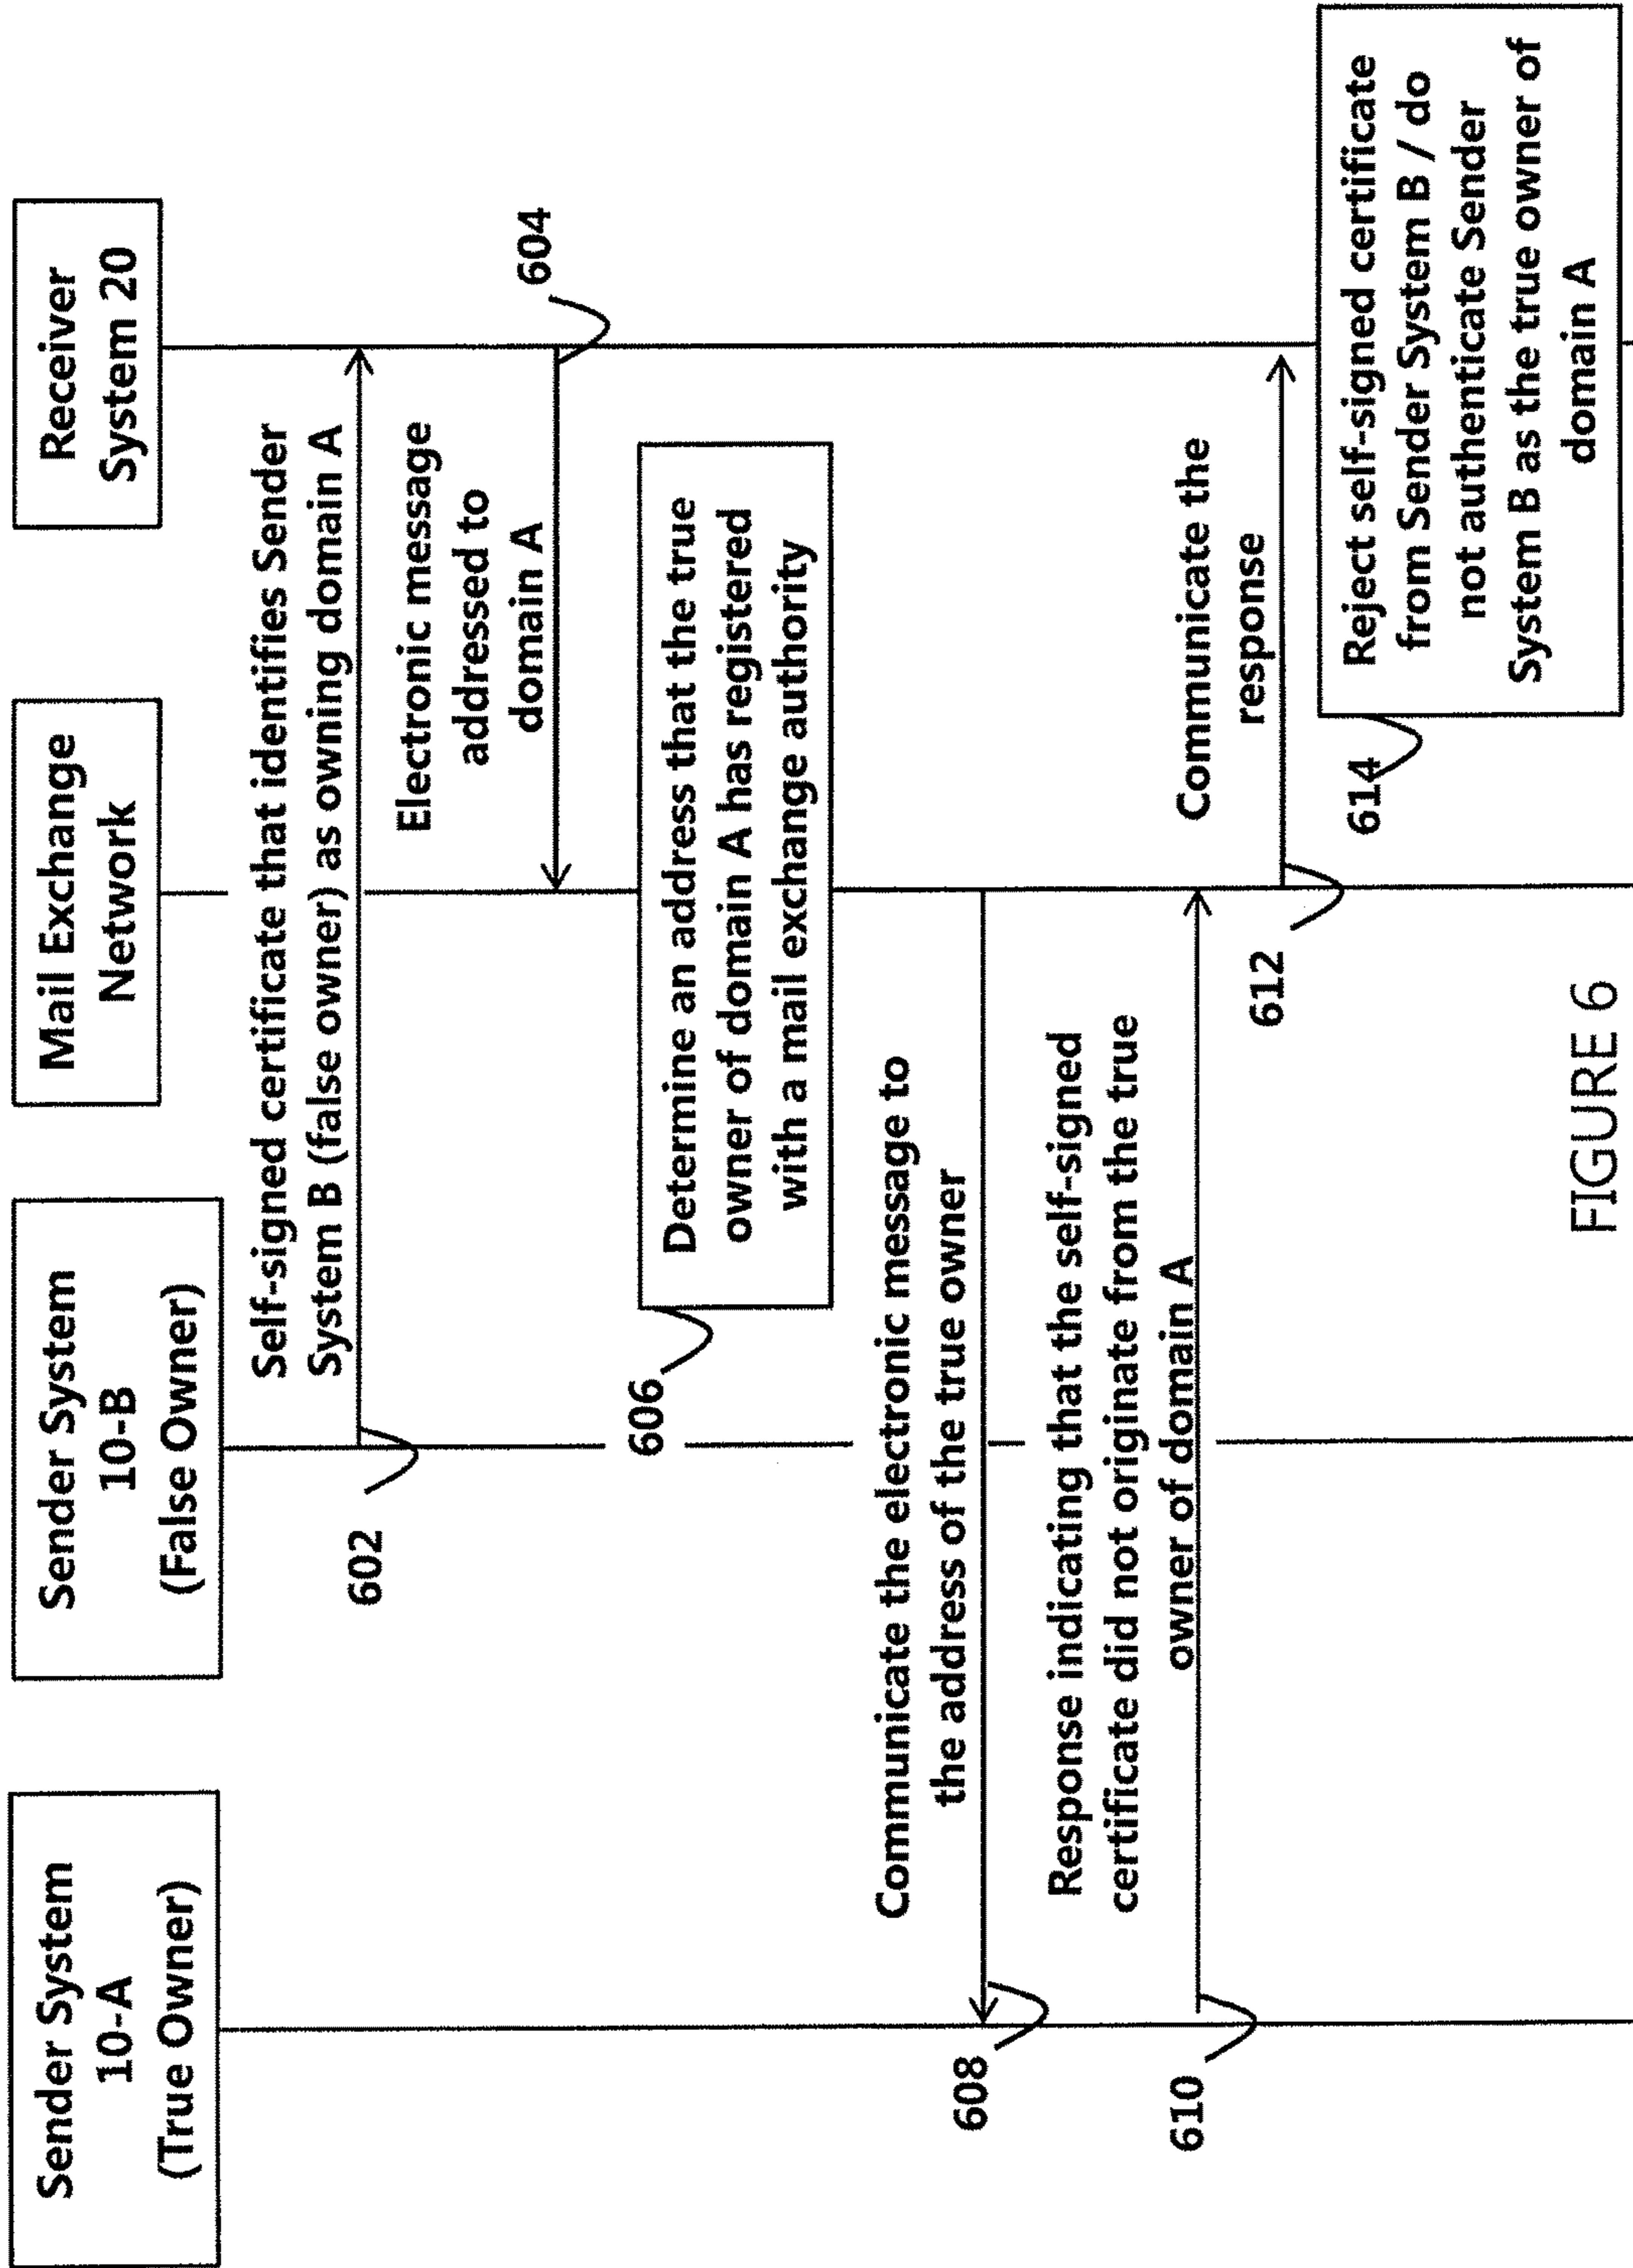 Sender System
10-A
(True Owner)
Sender System
10-B
(False Owner)
Mail Exchange
Network
Receiver
System 20
Self-signed certificate that identifies Sender
System B (false owner) as owning domain A
602
Electronic message
addressed to
domain A
604
Determine an address that the true
owner of domain A has registered
with a mail exchange authority
606
Communicate the electronic message to
the address of the true owner
608
Response indicating that the self-signed
certificate did not originate from the true
owner of domain A
610
Communicate the
response
612
Reject self-signed certificate
from Sender System B / do
not authenticate Sender
System B as the true owner of
domain A
614
FIGURE 6